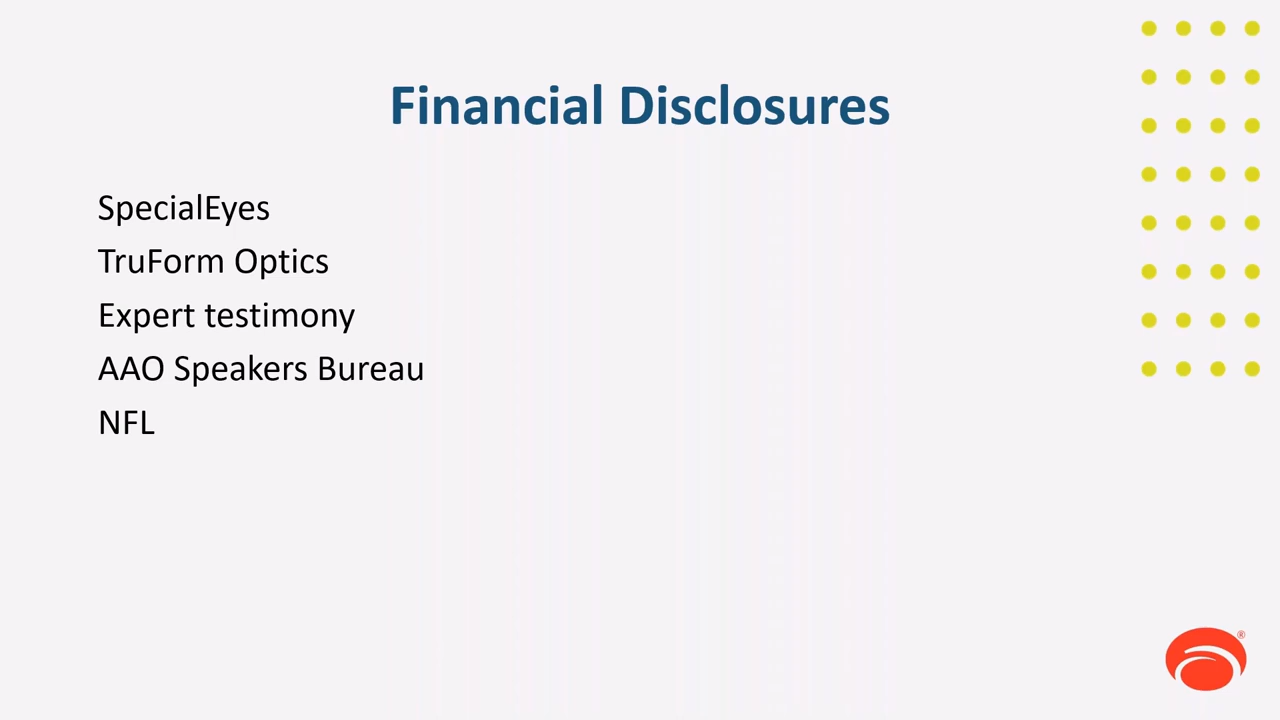 Financial Disclosures
SpecialEyes
TruForm Optics
Expert testimony
AAO Speakers Bureau
NFL
®